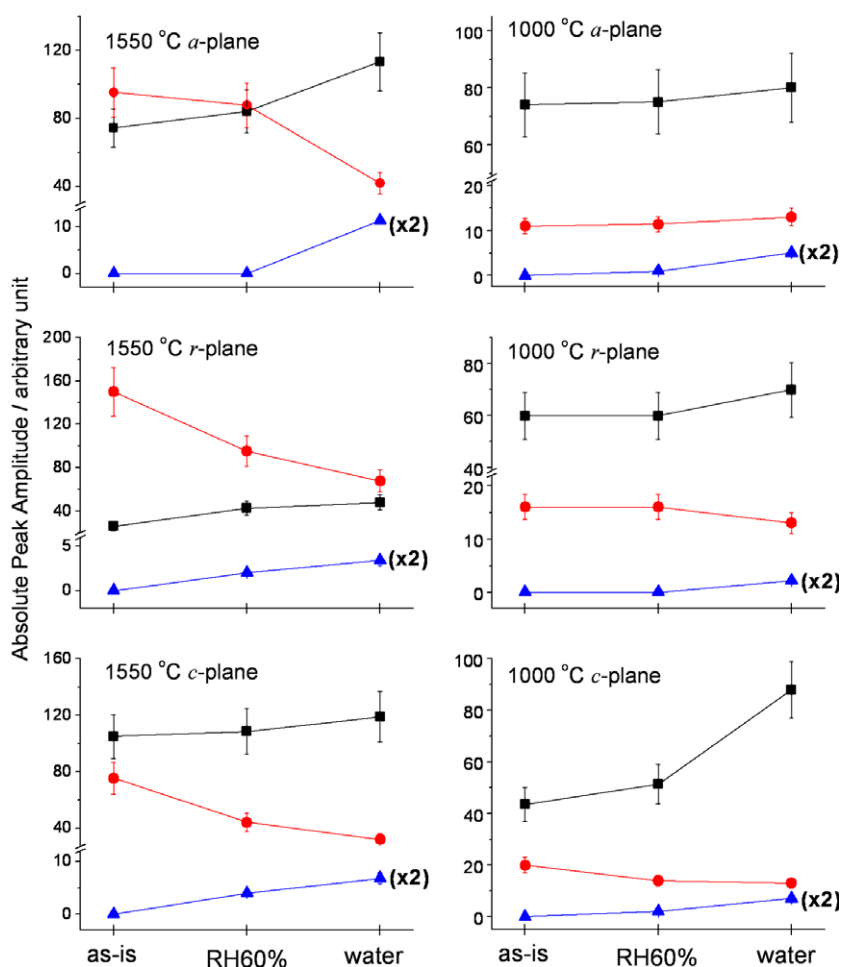 Absolute Peak Amplitude / arbitrary unit
1550 °C a-plane
120
80
40
10
0
(x2)
1000 °C a-plane
100
80
60
20
10
0
(x2)
1550 °C r-plane
200
160
120
80
40
5
0
(x2)
1000 °C r-plane
80
60
40
20
10
0
(x2)
1550 °C c-plane
160
120
80
40
10
0
(x2)
1000 °C c-plane
100
80
60
40
20
0
(x2)
as-is RH60% water
as-is RH60% water